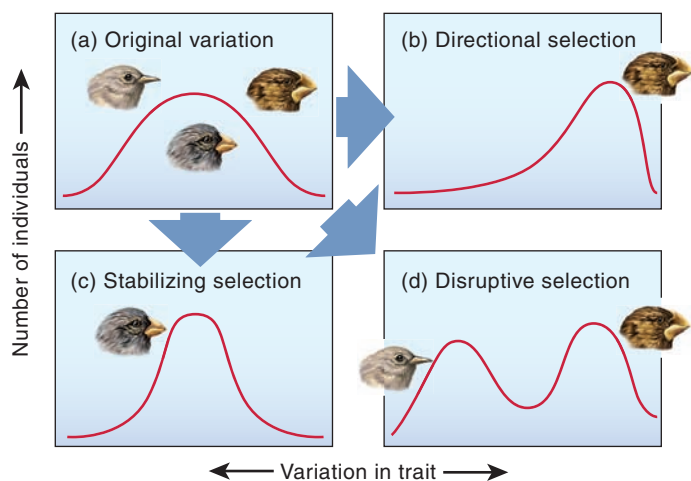 (a) Original variation
(b) Directional selection
Number of individuals
(c) Stabilizing selection
(d) Disruptive selection
Variation in trait